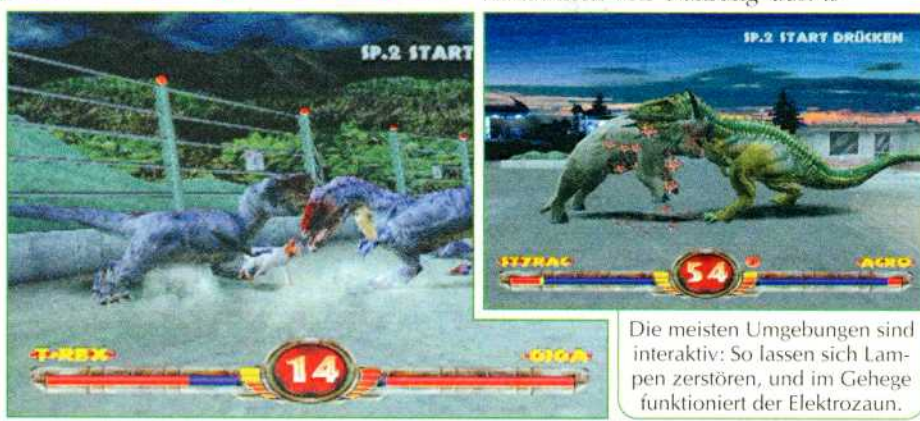 SP.2 START
T-REX
14
GIGA
SP.2 START DRÜCKEN
STYRAC
54
ACRO
Die meisten Umgebungen sind
interaktiv: So lassen sich Lam-
pen zerstören, und im Gehege
funktioniert der Elektrozaun.